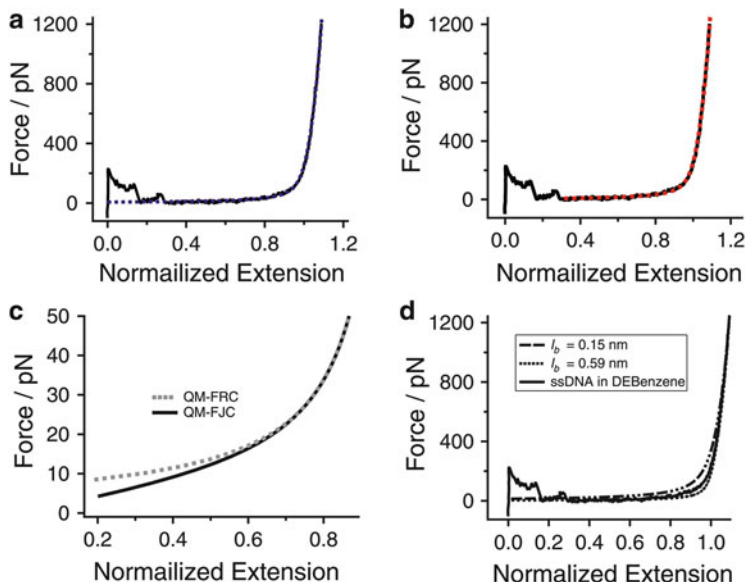 a
1200
800
400
0
Force / pN
0.0 0.4 0.8 1.2
Normailized Extension
b
1200
800
400
0
Force / pN
0.0 0.4 0.8 1.2
Normailized Extension
c
50
40
30
20
10
0
Force / pN
QM-FRC
QM-FJC
0.2 0.4 0.6 0.8
Normailized Extension
d
1200
800
400
0
Force / pN
l_b = 0.15 nm
l_b = 0.59 nm
ssDNA in DEBenzene
0.0 0.2 0.4 0.6 0.8 1.0
Normailized Extension